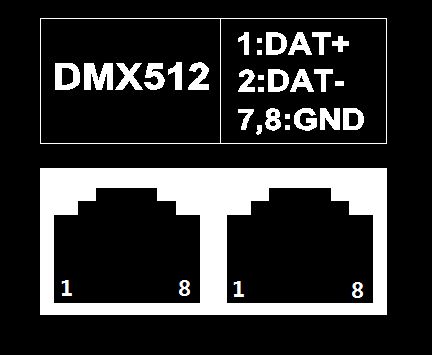 DMX512
1:DAT+
2:DAT-
7,8:GND
1 8 1 8